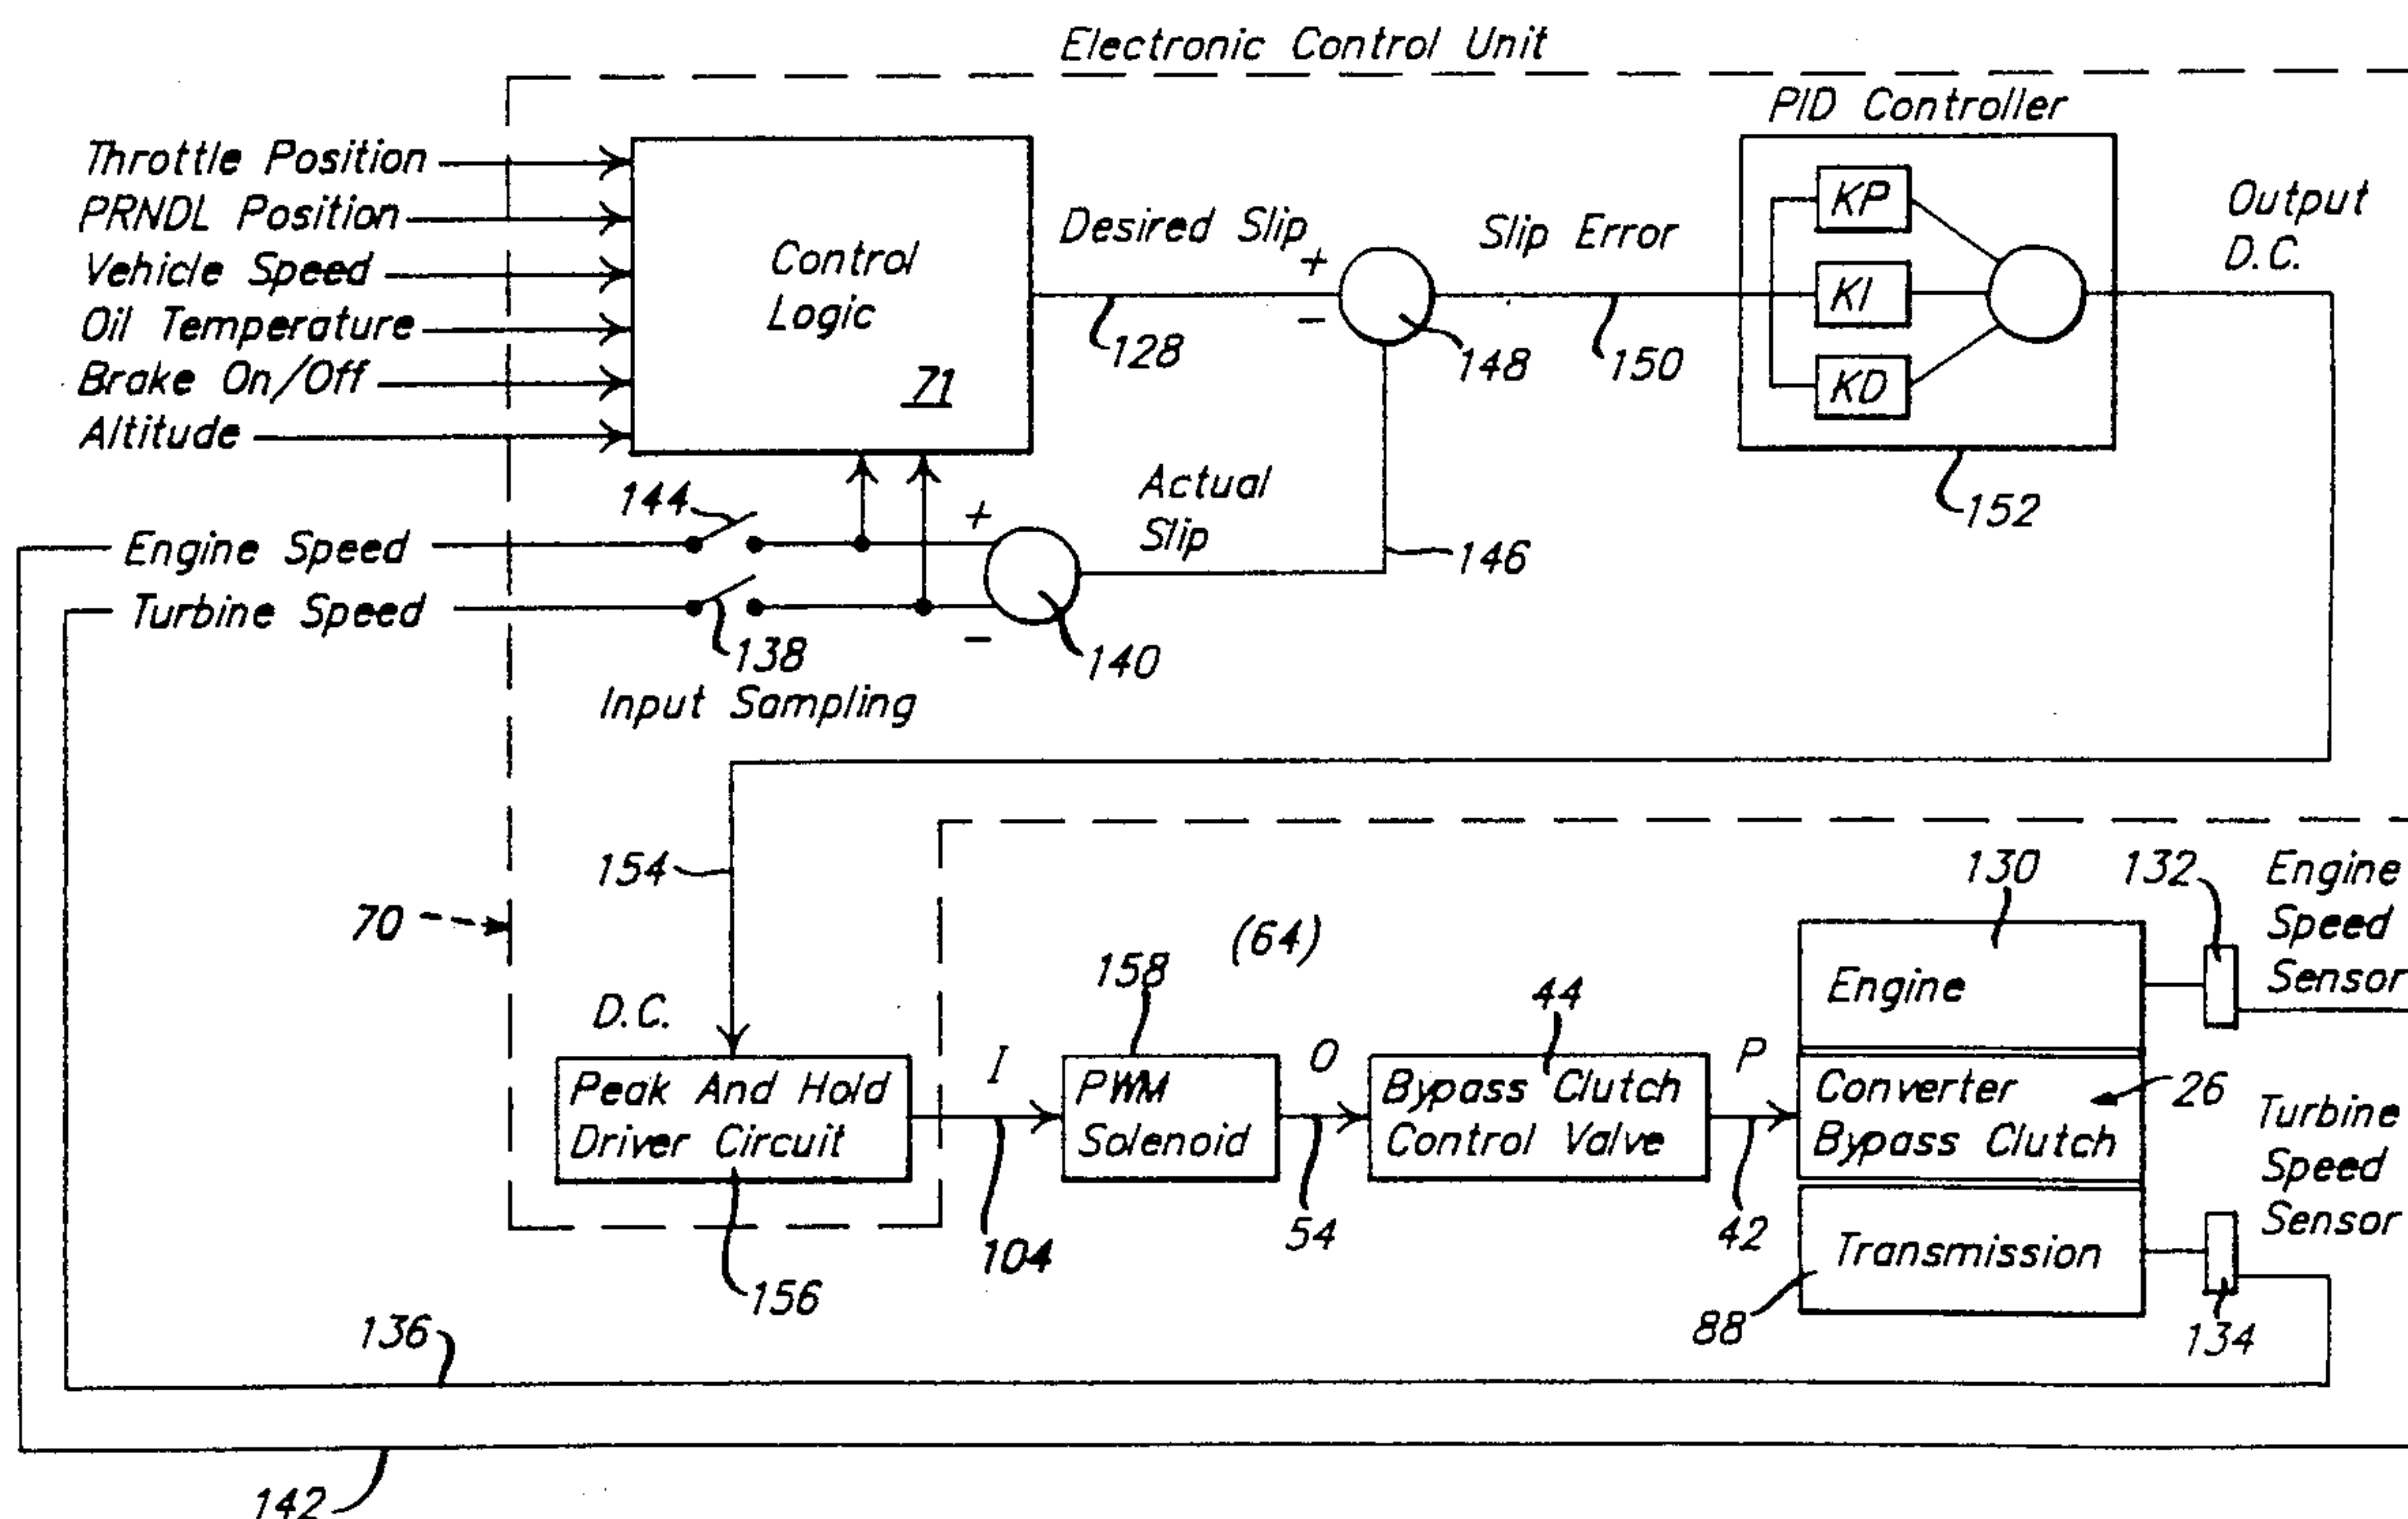 Electronic Control Unit
PID Controller
Throttle Position
PRNDL Position
Vehicle Speed
Oil Temperature
Brake On/Off
Altitude
Control
Logic
71
Desired Slip
+
-
128
148
Slip Error
150
KP
KI
KD
152
Output
D.C.
144
Engine Speed
Turbine Speed
+
-
138
140
Input Sampling
Actual
Slip
146
154
70
D.C.
Peak And Hold
Driver Circuit
156
I
104
(64)
158
PWM
Solenoid
O
54
44
Bypass Clutch
Control Valve
P
42
130
Engine
Converter
Bypass Clutch
26
Transmission
88
132
Engine
Speed
Sensor
Turbine
Speed
Sensor
134
136
142